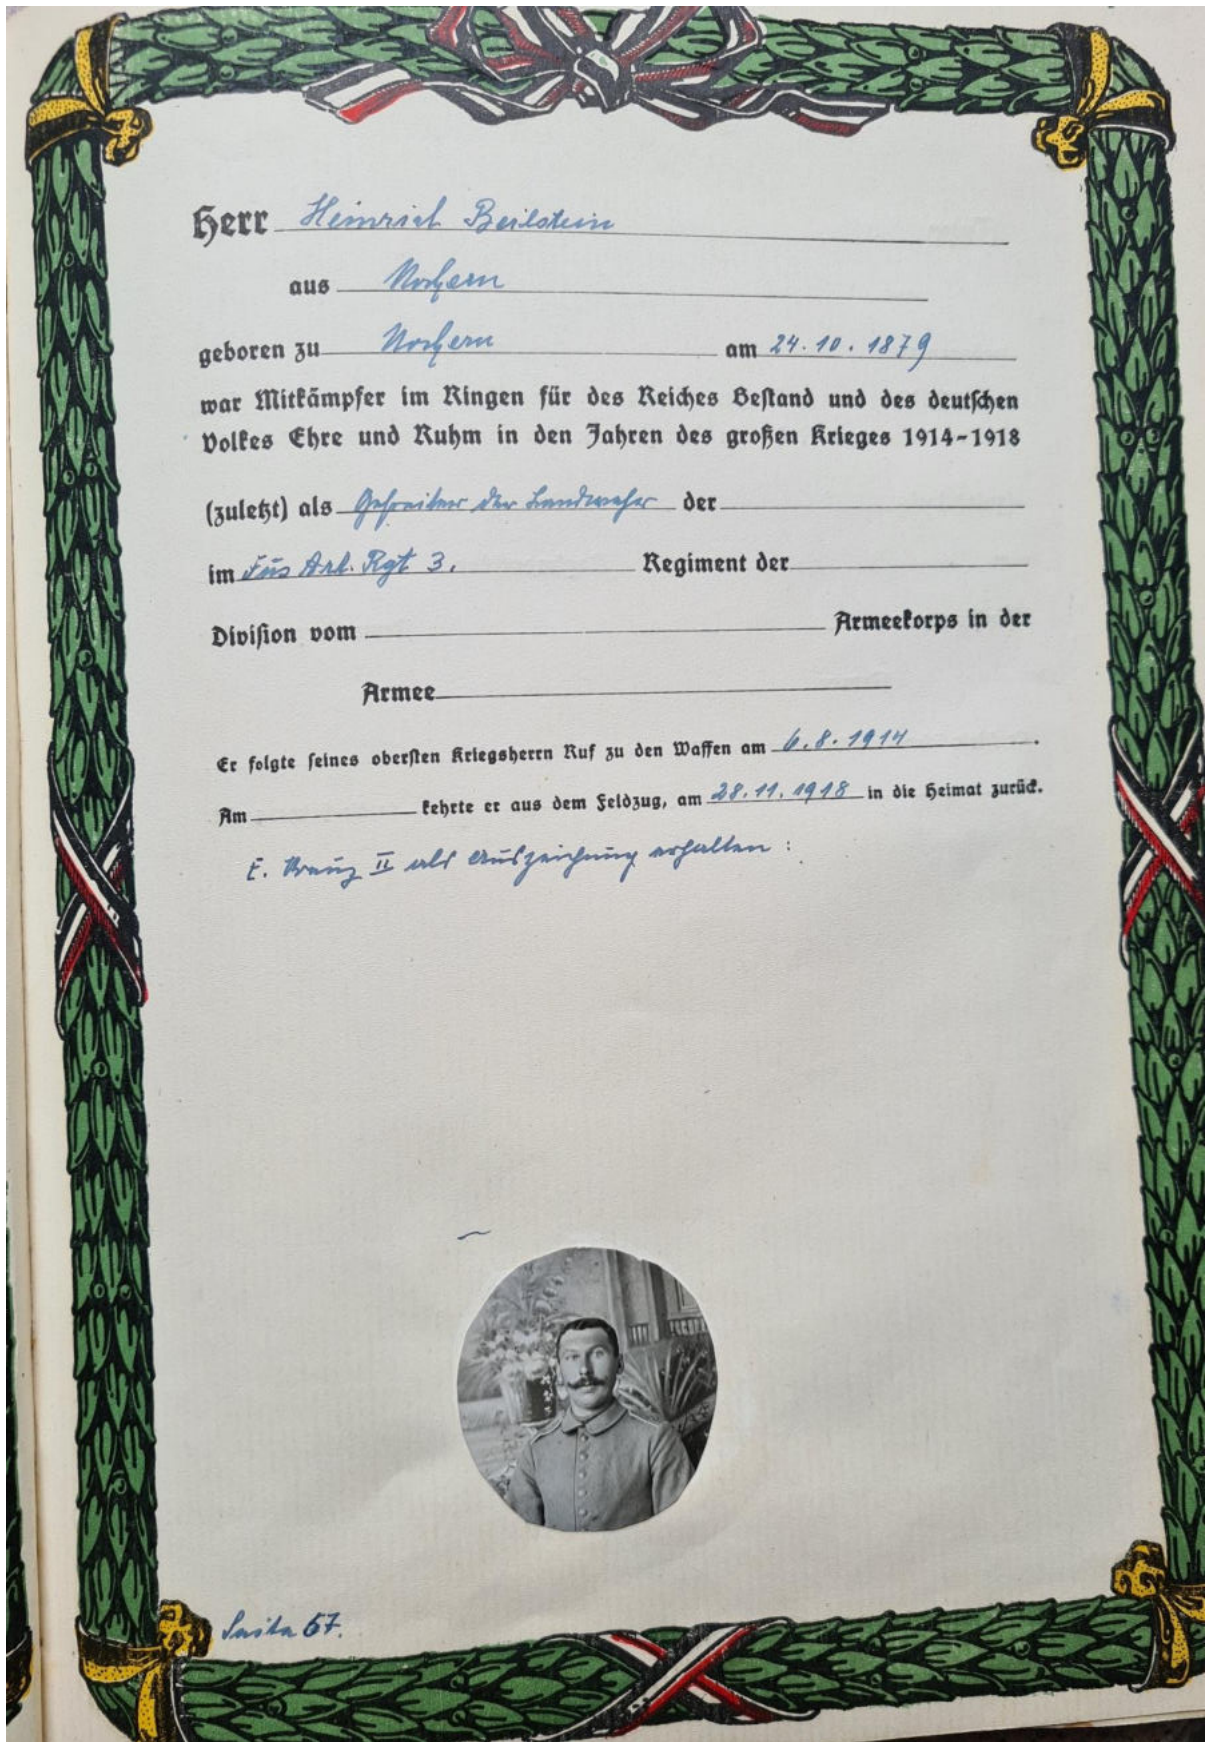 Herr Heinrich Beilstein
aus Nochern
geboren zu Nochern am 24.10.1879
war Mitkämpfer im Ringen für des Reiches Bestand und des deutschen
Volkes Ehre und Ruhm in den Jahren des großen Krieges 1914-1918
(zuletzt) als Gefreiter der Landwehr der
im Fus Art. Rgt 3. Regiment der
Division vom Armeekorps in der
Armee
Er folgte seines obersten Kriegsherrn Ruf zu den Waffen am 6.8.1914.
Am kehrte er aus dem Feldzug, am 28.11.1918 in die Heimat zurück.
E. Kreuz II als Auszeichnung erhalten:
Seite 67.